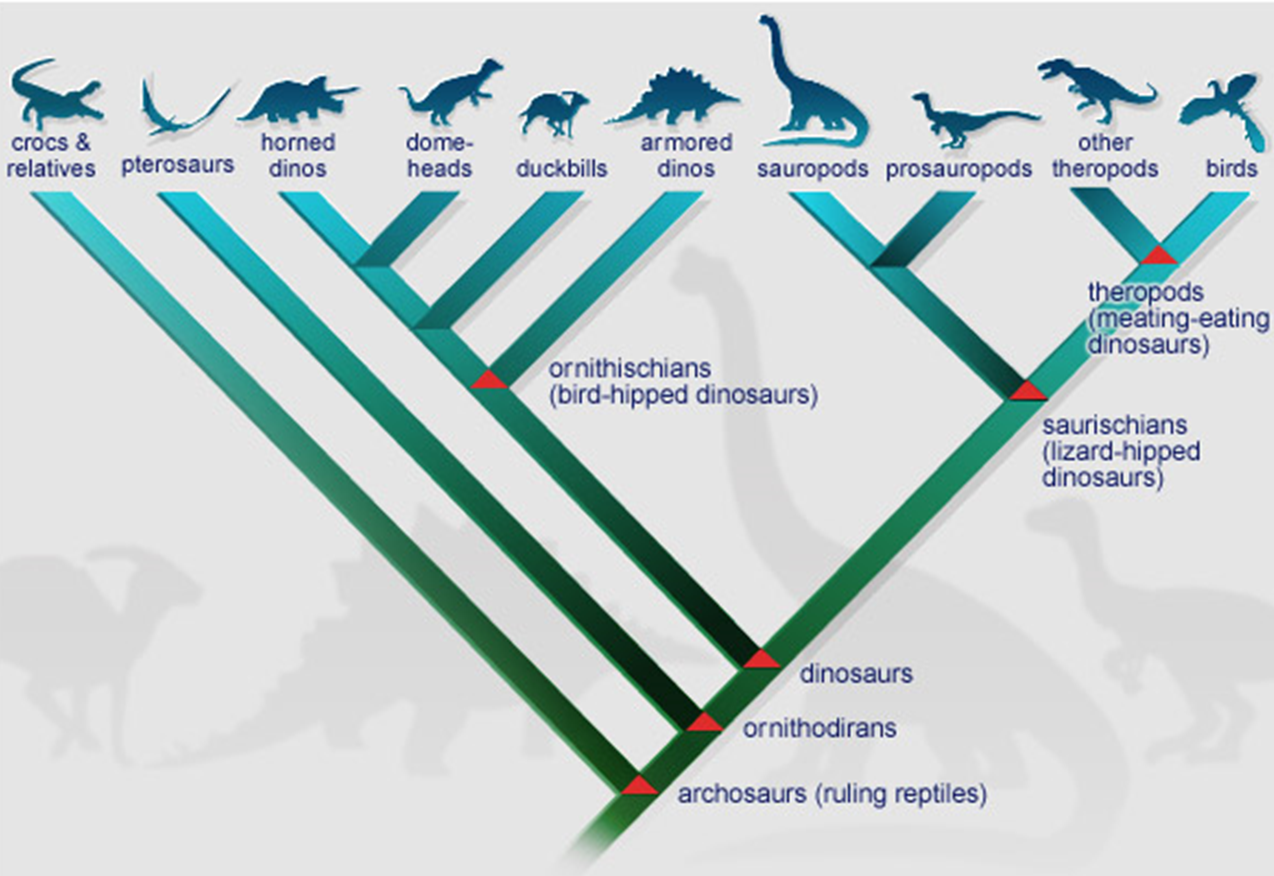 crocs &
relatives
pterosaurs
horned
dinos
dome-
heads
duckbills
armored
dinos
sauropods
prosauropods
other
theropods
birds
theropods
(meating-eating
dinosaurs)
ornithischians
(bird-hipped dinosaurs)
saurischians
(lizard-hipped
dinosaurs)
dinosaurs
ornithodirans
archosaurs (ruling reptiles)